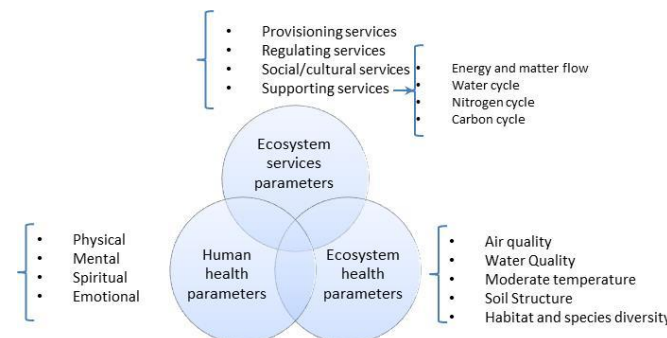 • Provisioning services
• Regulating services
• Social/cultural services
• Supporting services
• Energy and matter flow
• Water cycle
• Nitrogen cycle
• Carbon cycle
Ecosystem
services
parameters
• Physical
• Mental
• Spiritual
• Emotional
Human
health
parameters
Ecosystem
health
parameters
• Air quality
• Water Quality
• Moderate temperature
• Soil Structure
• Habitat and species diversity